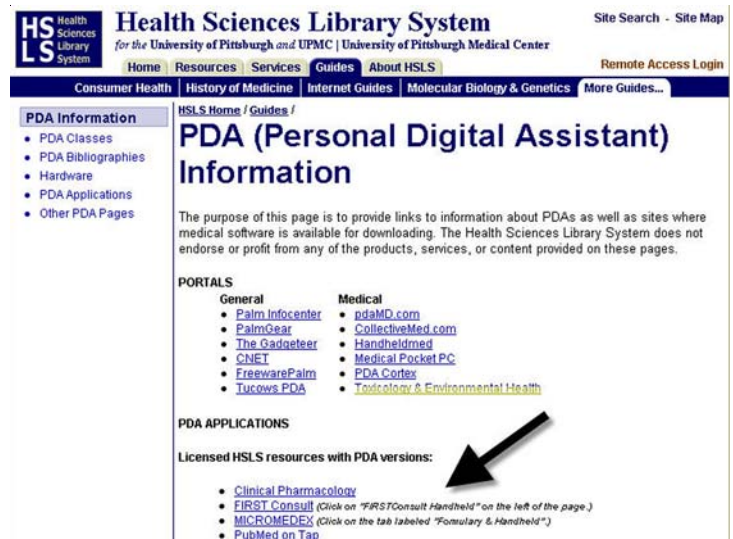 HS Health Sciences
LS Library System
Health Sciences Library System
for the University of Pittsburgh and UPMC | University of Pittsburgh Medical Center
Site Search - Site Map
Home Resources Services Guides About HSLS
Remote Access Login
Consumer Health | History of Medicine | Internet Guides | Molecular Biology & Genetics More Guides...
PDA Information
• PDA Classes
• PDA Bibliographies
• Hardware
• PDA Applications
• Other PDA Pages
HSLS Home / Guides /
PDA (Personal Digital Assistant)
Information
The purpose of this page is to provide links to information about PDAs as well as sites where
medical software is available for downloading. The Health Sciences Library System does not
endorse or profit from any of the products, services, or content provided on these pages.
PORTALS
General
• Palm Infocenter
• PalmGear
• The Gadgeteer
• CNET
• FreewarePalm
• Tucows PDA
Medical
• pdaMD.com
• CollectiveMed.com
• Handheldmed
• Medical Pocket PC
• PDA Cortex
• Toxicology & Environmental Health
PDA APPLICATIONS
Licensed HSLS resources with PDA versions:
• Clinical Pharmacology
• FIRST Consult (Click on "FIRSTConsult Handheld" on the left of the page.)
• MICROMEDEX (Click on the tab labeled "Fomulary & Handheld".)
• PubMed on Tap